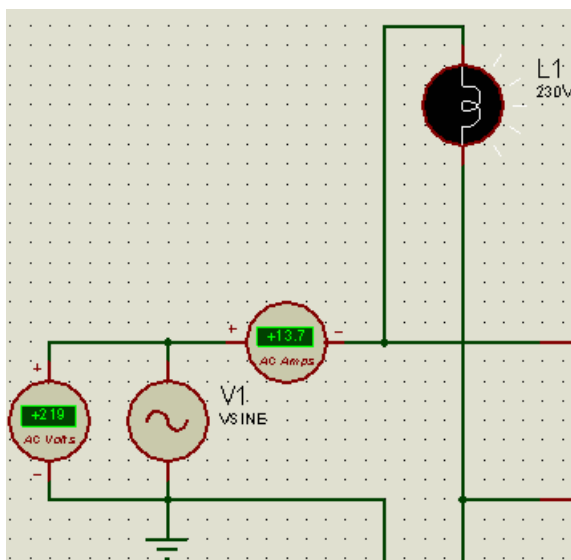 L1
230V
+
+13.7
-
AC Amps
+
+219
AC Volts
-
V1
VSINE